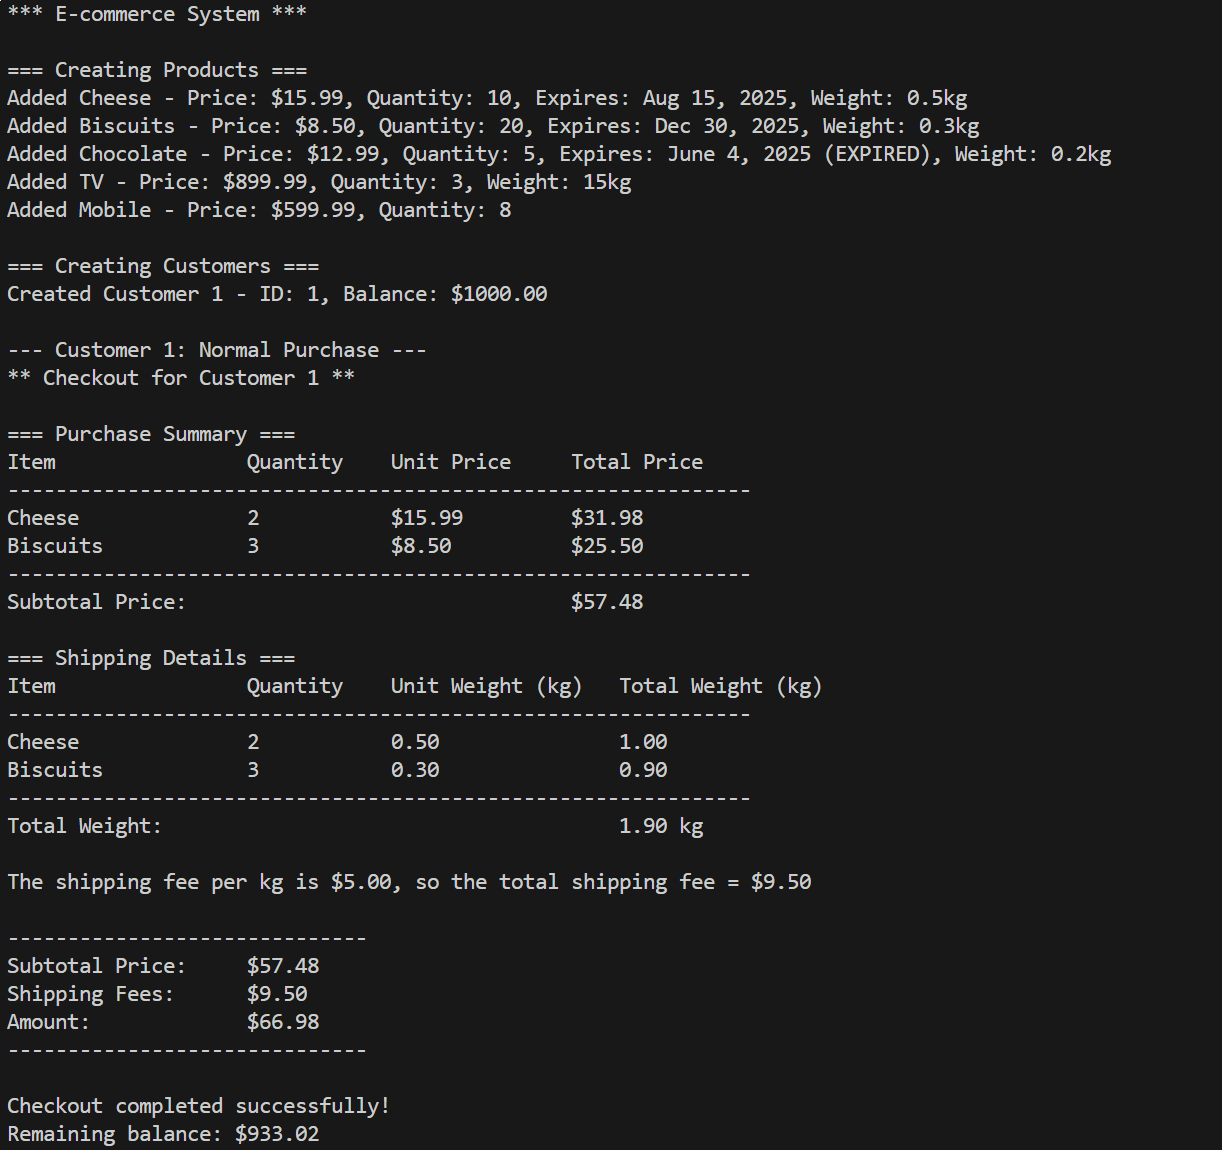 *** E-commerce System ***
=== Creating Products ===
Added Cheese - Price: $15.99, Quantity: 10, Expires: Aug 15, 2025, Weight: 0.5kg
Added Biscuits - Price: $8.50, Quantity: 20, Expires: Dec 30, 2025, Weight: 0.3kg
Added Chocolate - Price: $12.99, Quantity: 5, Expires: June 4, 2025 (EXPIRED), Weight: 0.2kg
Added TV - Price: $899.99, Quantity: 3, Weight: 15kg
Added Mobile - Price: $599.99, Quantity: 8
=== Creating Customers ===
Created Customer 1 - ID: 1, Balance: $1000.00
--- Customer 1: Normal Purchase ---
** Checkout for Customer 1 **
=== Purchase Summary ===
Item                Quantity    Unit Price     Total Price
--------------------------------------------------------------
Cheese              2           $15.99         $31.98
Biscuits            3           $8.50          $25.50
--------------------------------------------------------------
Subtotal Price:                                $57.48
=== Shipping Details ===
Item                Quantity    Unit Weight (kg)   Total Weight (kg)
--------------------------------------------------------------
Cheese              2           0.50               1.00
Biscuits            3           0.30               0.90
--------------------------------------------------------------
Total Weight:                                      1.90 kg
The shipping fee per kg is $5.00, so the total shipping fee = $9.50
------------------------------
Subtotal Price:     $57.48
Shipping Fees:      $9.50
Amount:             $66.98
------------------------------
Checkout completed successfully!
Remaining balance: $933.02